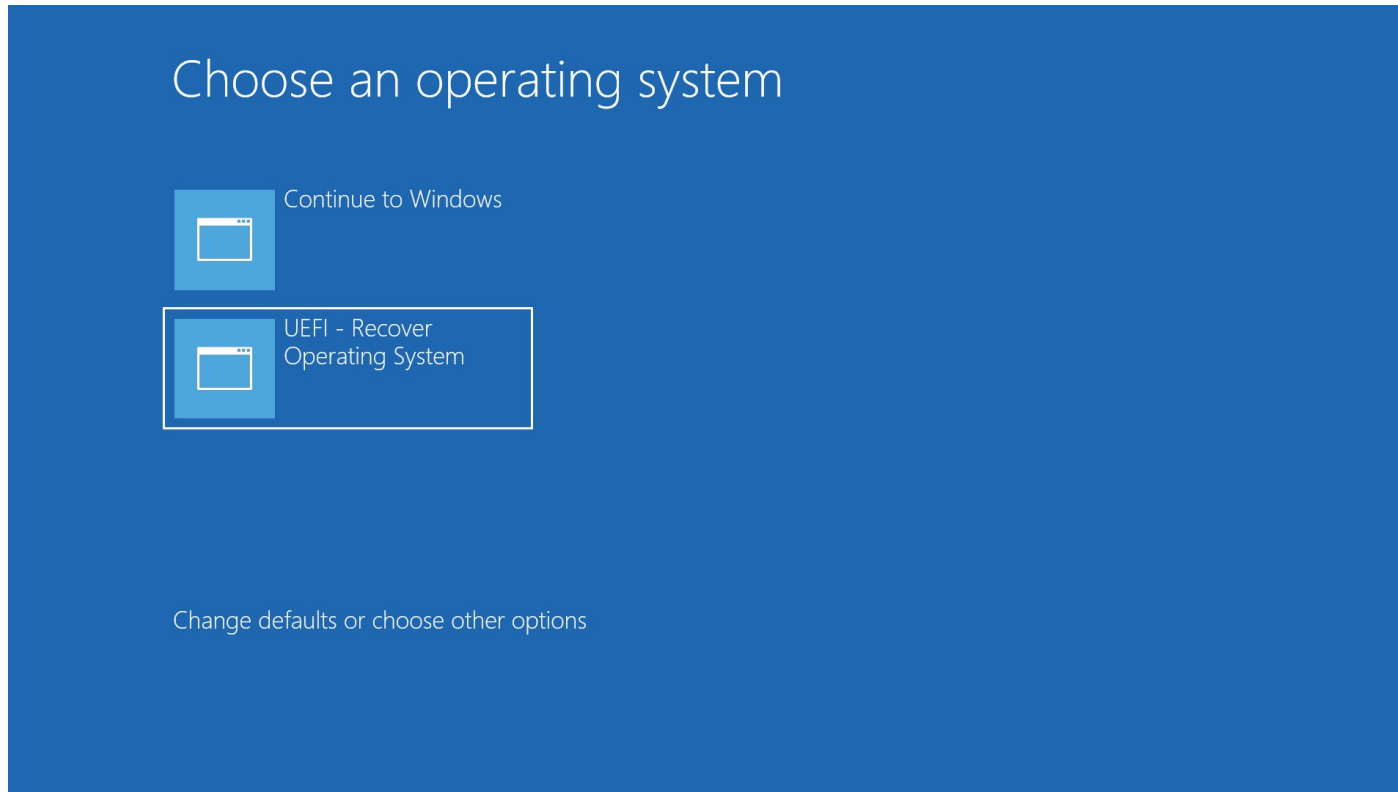 Choose an operating system
Continue to Windows
UEFI - Recover
Operating System
Change defaults or choose other options